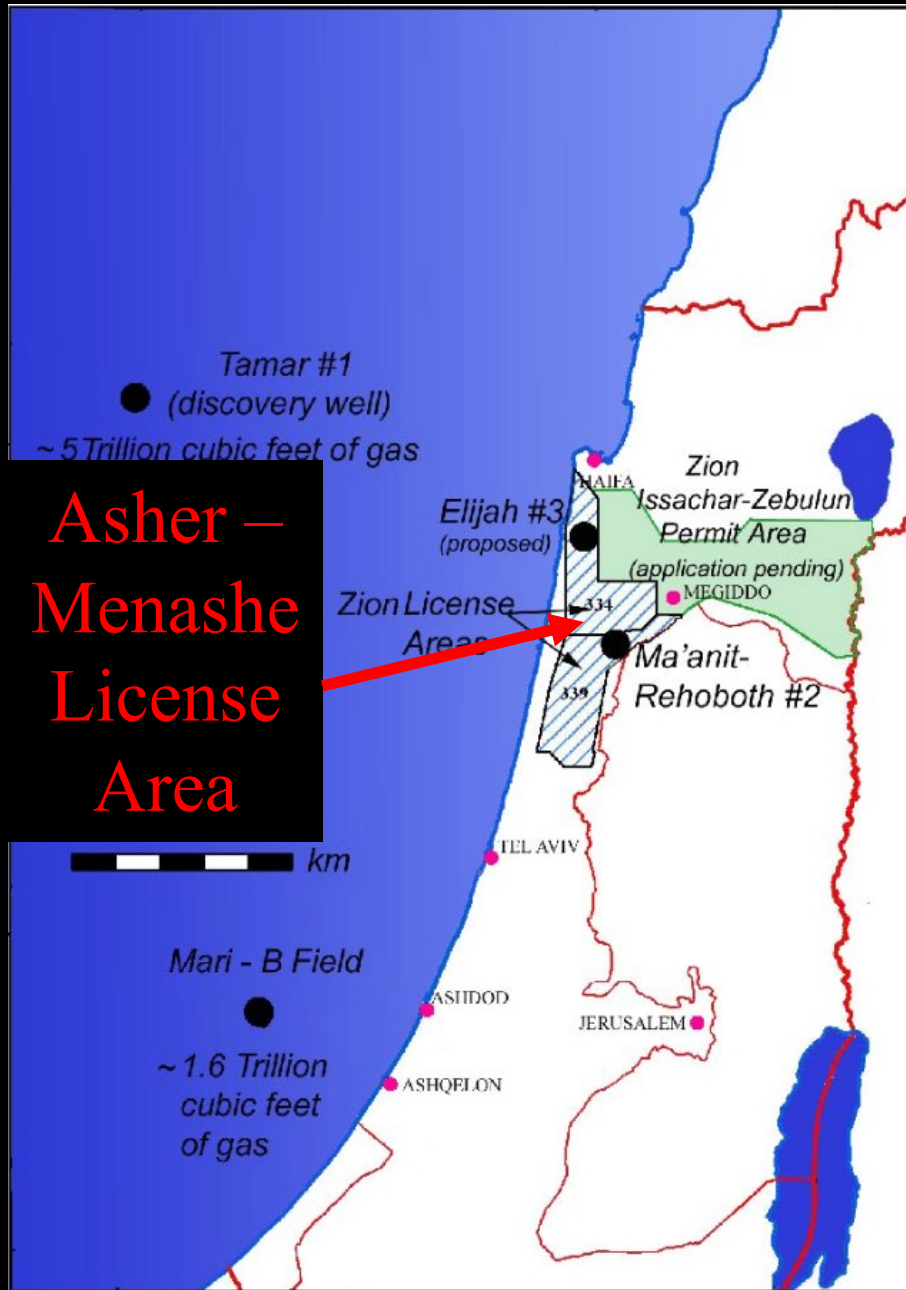 Tamar #1
(discovery well)
~ 5 Trillion cubic feet of gas
Asher –
Menashe
License
Area
HAIFA
Zion
Issachar-Zebulun
Permit Area
(application pending)
MEGIDDO
Elijah #3
(proposed)
Zion License
Areas
334
339
Ma'anit-
Rehoboth #2
km
TEL AVIV
Mari - B Field
~ 1.6 Trillion
cubic feet
of gas
ASHDOD
ASHQELON
JERUSALEM